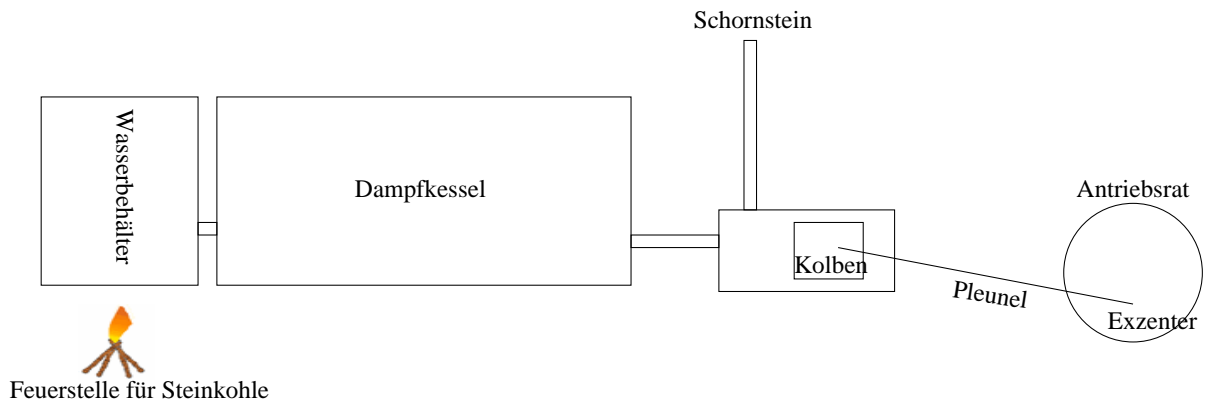 Schornstein
Wasserbehälter
Dampfkessel
Antriebsrat
Kolben
Pleunel
Exzenter
Feuerstelle für Steinkohle